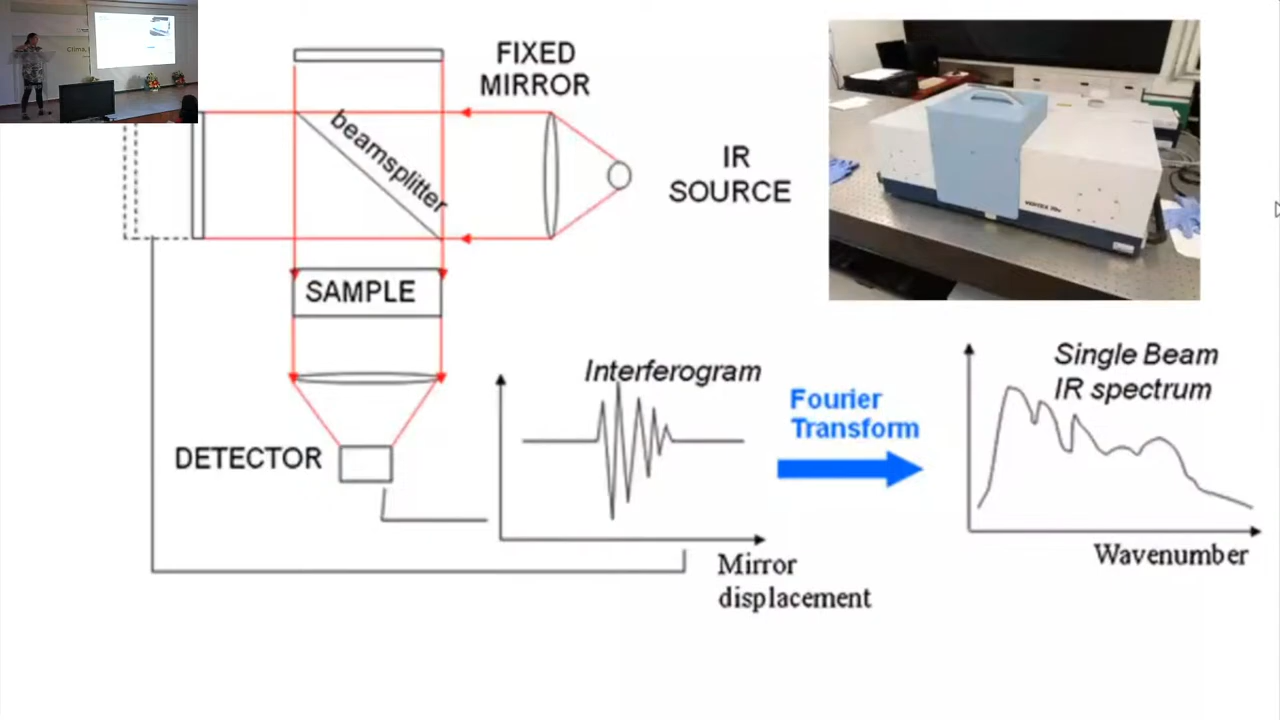 FIXED
MIRROR
beamsplitter
IR
SOURCE
SAMPLE
DETECTOR
Interferogram
Mirror
displacement
Fourier
Transform
Single Beam
IR spectrum
Wavenumber